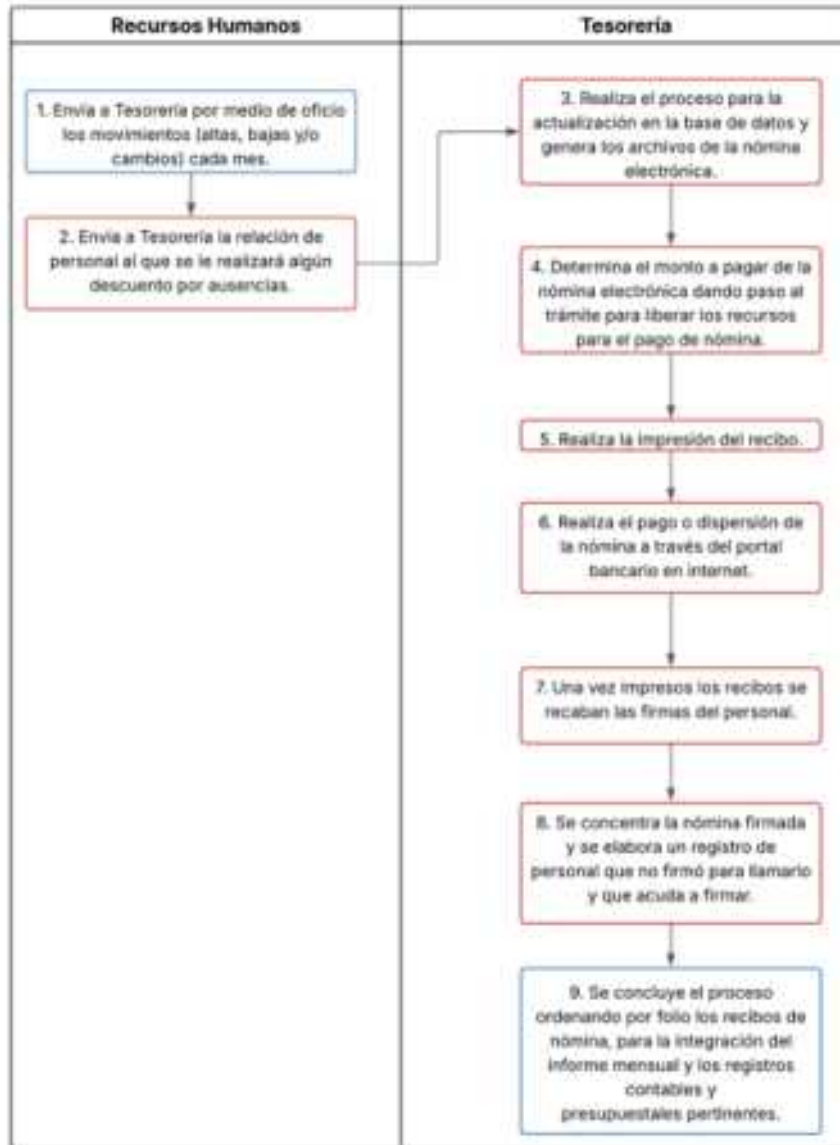 Recursos Humanos
Tesorería
1. Envía a Tesorería por medio de oficio
los movimientos (altas, bajas y/o
cambios) cada mes.
2. Envía a Tesorería la relación de
personal al que se le realizará algún
descuento por ausencias.
3. Realiza el proceso para la
actualización en la base de datos y
genera los archivos de la nómina
electrónica.
4. Determina el monto a pagar de la
nómina electrónica dando paso al
trámite para liberar los recursos
para el pago de nómina.
5. Realiza la impresión del recibo.
6. Realiza el pago o dispersión de
la nómina a través del portal
bancario en internet.
7. Una vez impresos los recibos se
recaban las firmas del personal.
8. Se concentra la nómina firmada
y se elabora un registro de
personal que no firmó para llamarlo
y que acuda a firmar.
9. Se concluye el proceso
ordenando por folio los recibos de
nómina, para la integración del
informe mensual y los registros
contables y
presupuestales pertinentes.